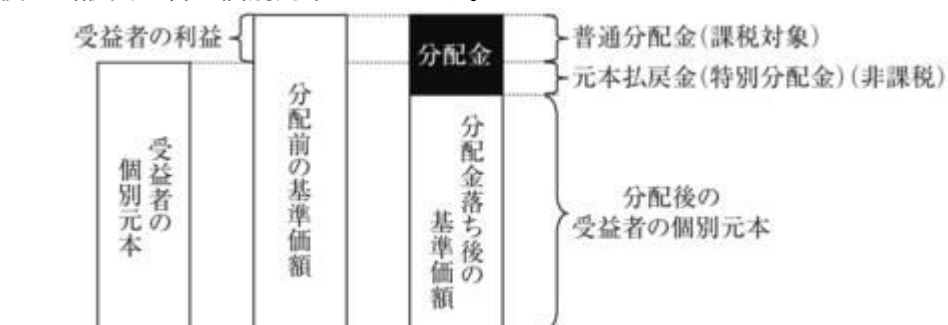 受益者の利益
受益者の
個別元本
分配前の基準価額
分配金
分配金落ち後の
基準価額
普通分配金(課税対象)
元本払戻金(特別分配金)(非課税)
分配後の
受益者の個別元本